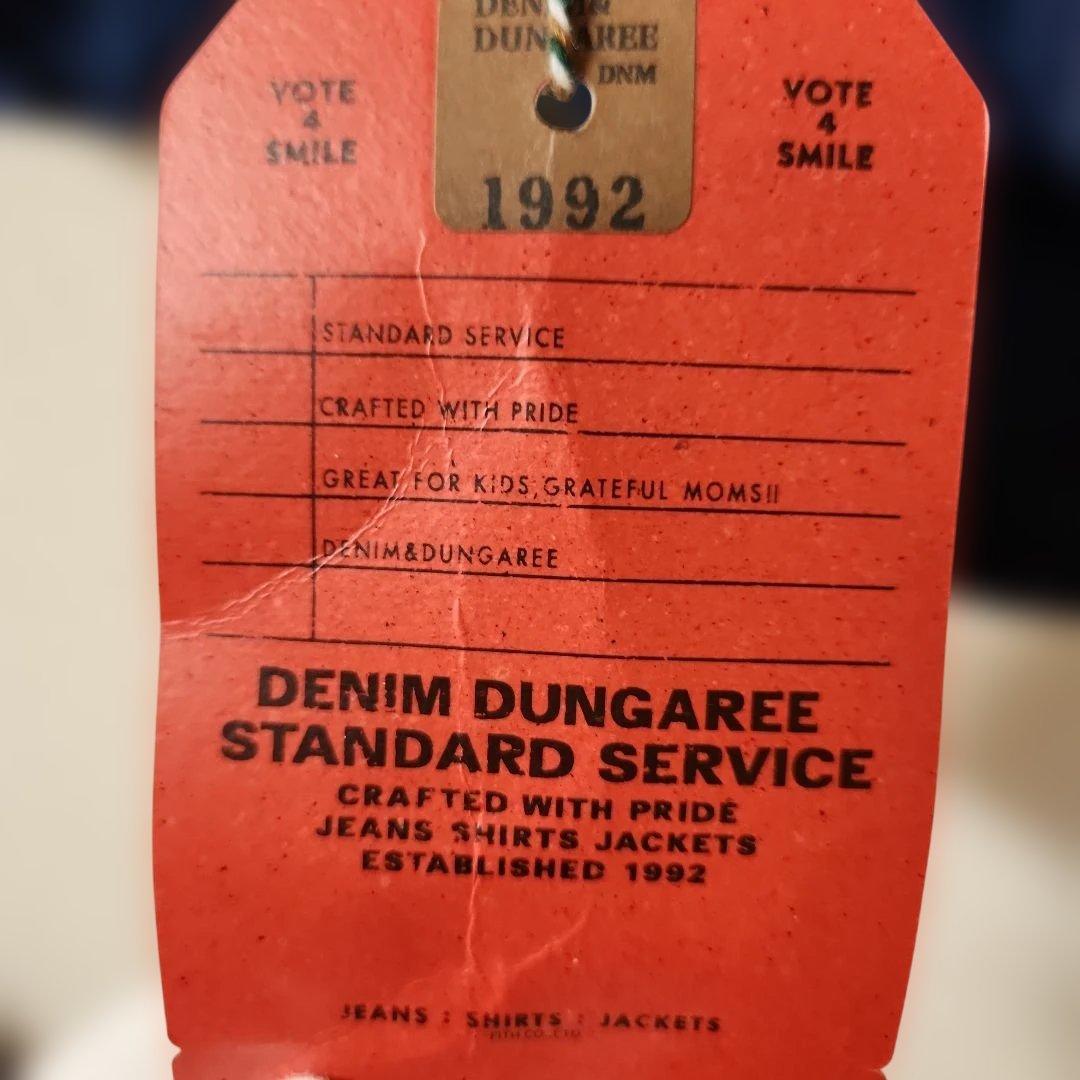 DUNGAREE
DNM
VOTE
4
SMILE
VOTE
4
SMILE
1992
STANDARD SERVICE
CRAFTED WITH PRIDE
GREAT FOR KIDS,GRATEFUL MOMS!!
DENIM&DUNGAREE
DENIM DUNGAREE
STANDARD SERVICE
CRAFTED WITH PRIDE
JEANS SHIRTS JACKETS
ESTABLISHED 1992
JEANS : SHIRTS : JACKETS